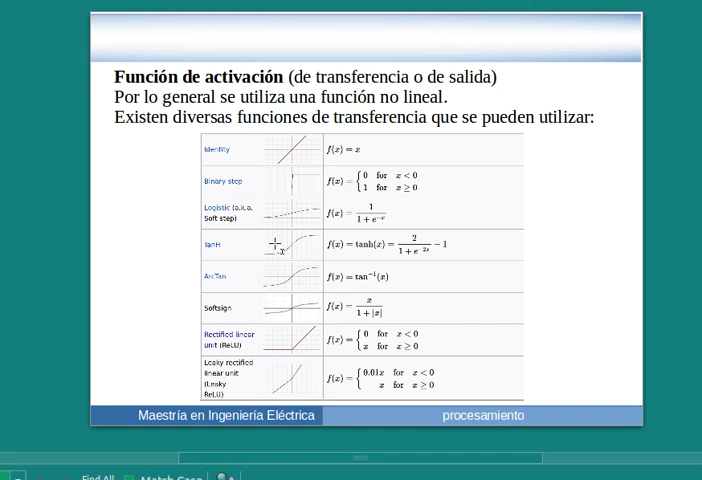 Función de activación (de transferencia o de salida)
Por lo general se utiliza una función no lineal.
Existen diversas funciones de transferencia que se pueden utilizar:
Identity f(x) = x
Binary step f(x) = { 0 for x < 0
1 for x ≥ 0
Logistic (a.k.a. Soft step) f(x) = 1 / (1 + e^{-x})
TanH f(x) = tanh(x) = 2 / (1 + e^{-2x}) − 1
ArcTan f(x) = tan^{-1}(x)
Softsign f(x) = x / (1 + |x|)
Rectified linear unit (ReLU) f(x) = { 0 for x < 0
x for x ≥ 0
Leaky rectified linear unit (Leaky ReLU) f(x) = { 0.01x for x < 0
x for x ≥ 0
Maestría en Ingeniería Eléctrica procesamiento
Find All Match Case